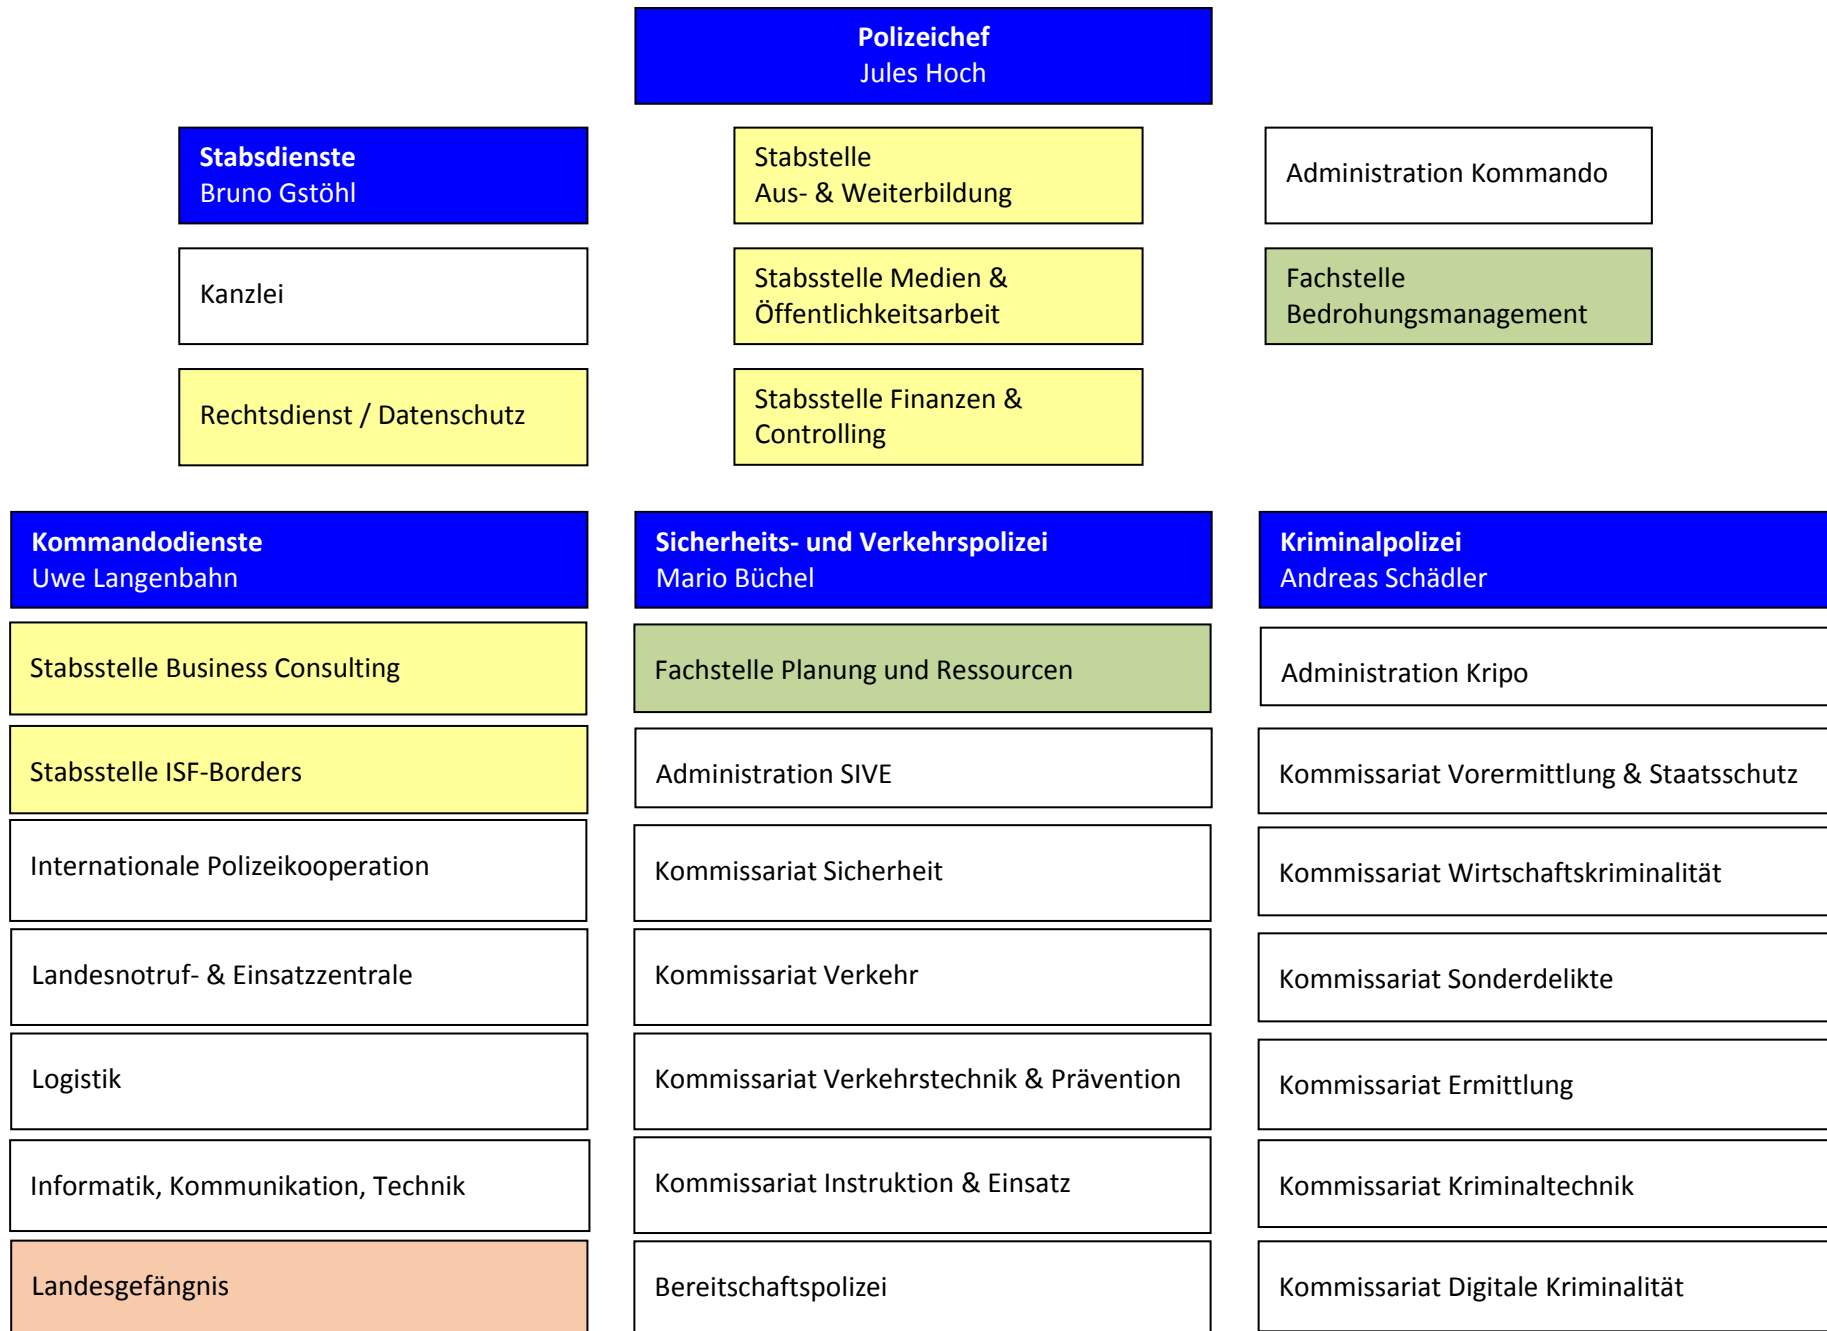 Polizeichef
Jules Hoch
Stabsdienste
Bruno Gstöhl
Stabstelle
Aus- & Weiterbildung
Administration Kommando
Kanzlei
Stabsstelle Medien &
Öffentlichkeitsarbeit
Fachstelle
Bedrohungsmanagement
Rechtsdienst / Datenschutz
Stabsstelle Finanzen &
Controlling
Kommandodienste
Uwe Langenbahn
Stabsstelle Business Consulting
Stabsstelle ISF-Borders
Internationale Polizeikooperation
Landesnotruf- & Einsatzzentrale
Logistik
Informatik, Kommunikation, Technik
Landesgefängnis
Sicherheits- und Verkehrspolizei
Mario Büchel
Fachstelle Planung und Ressourcen
Administration SIVE
Kommissariat Sicherheit
Kommissariat Verkehr
Kommissariat Verkehrstechnik & Prävention
Kommissariat Instruktion & Einsatz
Bereitschaftspolizei
Kriminalpolizei
Andreas Schädler
Administration Kripo
Kommissariat Vorermittlung & Staatsschutz
Kommissariat Wirtschaftskriminalität
Kommissariat Sonderdelikte
Kommissariat Ermittlung
Kommissariat Kriminaltechnik
Kommissariat Digitale Kriminalität